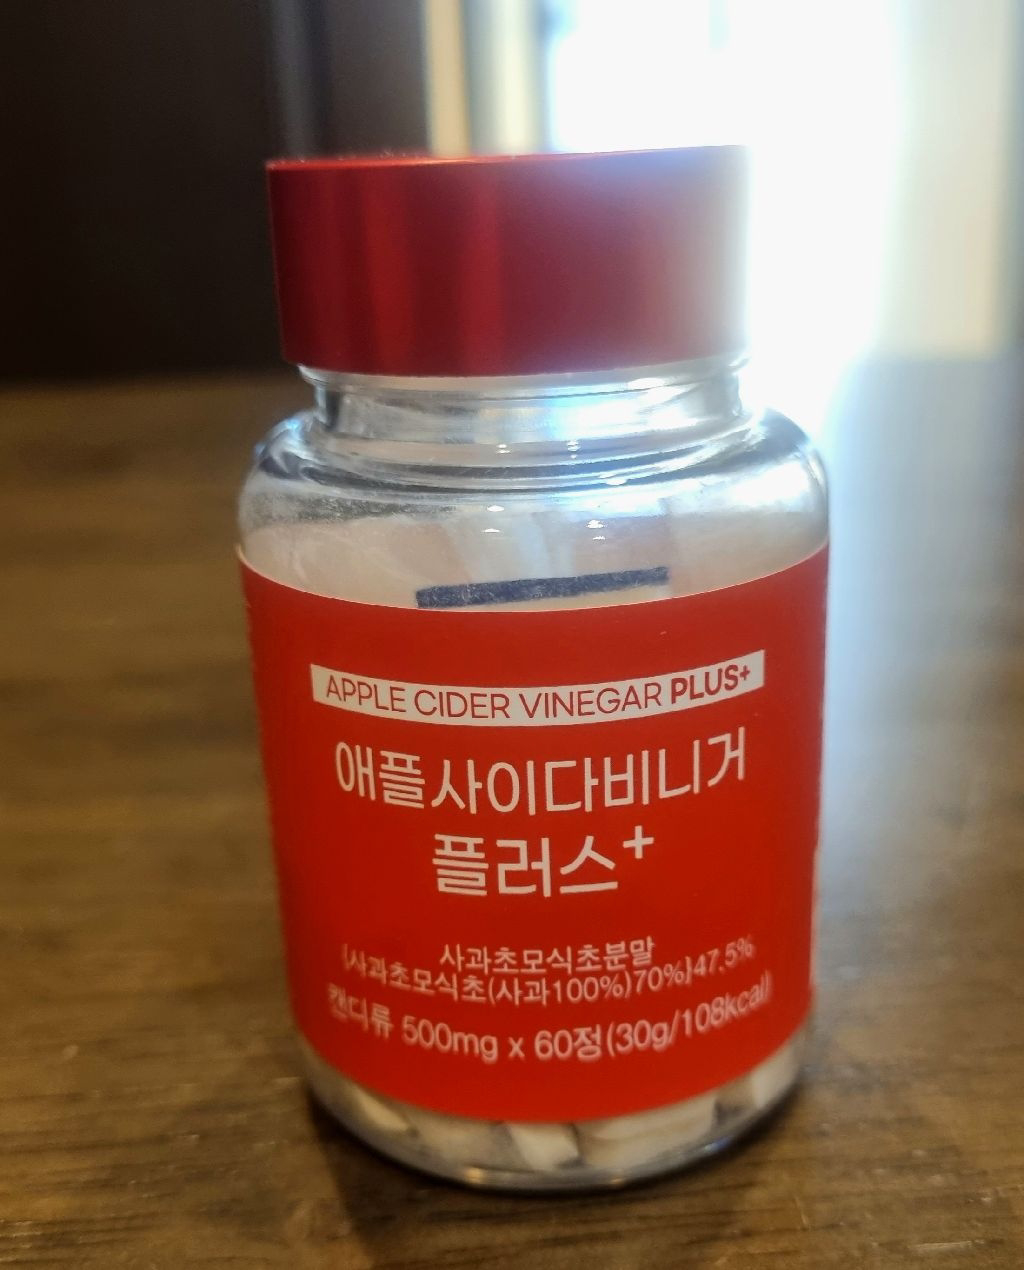 APPLE CIDER VINEGAR PLUS+
애플사이다비니거
플러스+
사과초모식초분말
(사과초모식초(사과100%)70%)47.5%
캔디류 500mg x 60정(30g/108kcal)